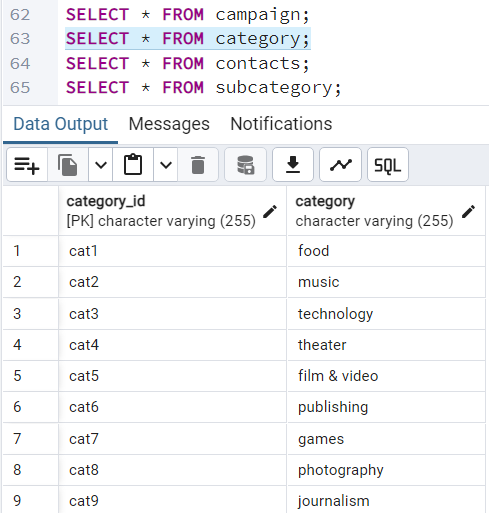 62 SELECT * FROM campaign;
63 SELECT * FROM category;
64 SELECT * FROM contacts;
65 SELECT * FROM subcategory;
Data Output Messages Notifications
SQL
category_id category
[PK] character varying (255) character varying (255)
1 cat1 food
2 cat2 music
3 cat3 technology
4 cat4 theater
5 cat5 film & video
6 cat6 publishing
7 cat7 games
8 cat8 photography
9 cat9 journalism